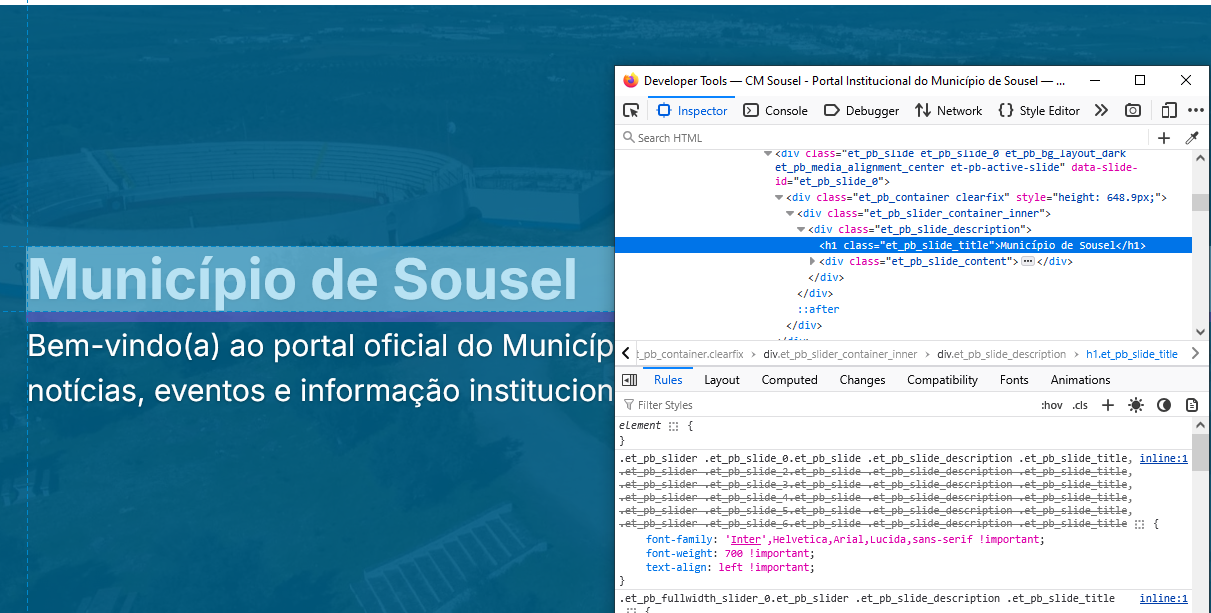 Município de Sousel
Bem-vindo(a) ao portal oficial do Municíp
notícias, eventos e informação institucion
Developer Tools — CM Sousel - Portal Institucional do Município de Sousel — ...
Inspector Console Debugger Network {} Style Editor
Search HTML
<div class="et_pb_slide et_pb_slide_0 et_pb_bg_layout_dark
et_pb_media_alignment_center et-pb-active-slide" data-slide-
id="et_pb_slide_0">
<div class="et_pb_container clearfix" style="height: 648.9px;">
<div class="et_pb_slider_container_inner">
<div class="et_pb_slide_description">
<h1 class="et_pb_slide_title">Município de Sousel</h1>
<div class="et_pb_slide_content">
</div>
</div>
</div>
::after
</div>
t_pb_container.clearfix > div.et_pb_slider_container_inner > div.et_pb_slide_description > h1.et_pb_slide_title
Rules Layout Computed Changes Compatibility Fonts Animations
Filter Styles :hov .cls +
element {
}
.et_pb_slider .et_pb_slide_0.et_pb_slide .et_pb_slide_description .et_pb_slide_title, inline:1
.et_pb_slider .et_pb_slide_2.et_pb_slide .et_pb_slide_description .et_pb_slide_title,
.et_pb_slider .et_pb_slide_3.et_pb_slide .et_pb_slide_description .et_pb_slide_title,
.et_pb_slider .et_pb_slide_4.et_pb_slide .et_pb_slide_description .et_pb_slide_title,
.et_pb_slider .et_pb_slide_5.et_pb_slide .et_pb_slide_description .et_pb_slide_title,
.et_pb_slider .et_pb_slide_6.et_pb_slide .et_pb_slide_description .et_pb_slide_title {
font-family: 'Inter',Helvetica,Arial,Lucida,sans-serif !important;
font-weight: 700 !important;
text-align: left !important;
}
.et_pb_fullwidth_slider_0.et_pb_slider .et_pb_slide_description .et_pb_slide_title inline:1
{